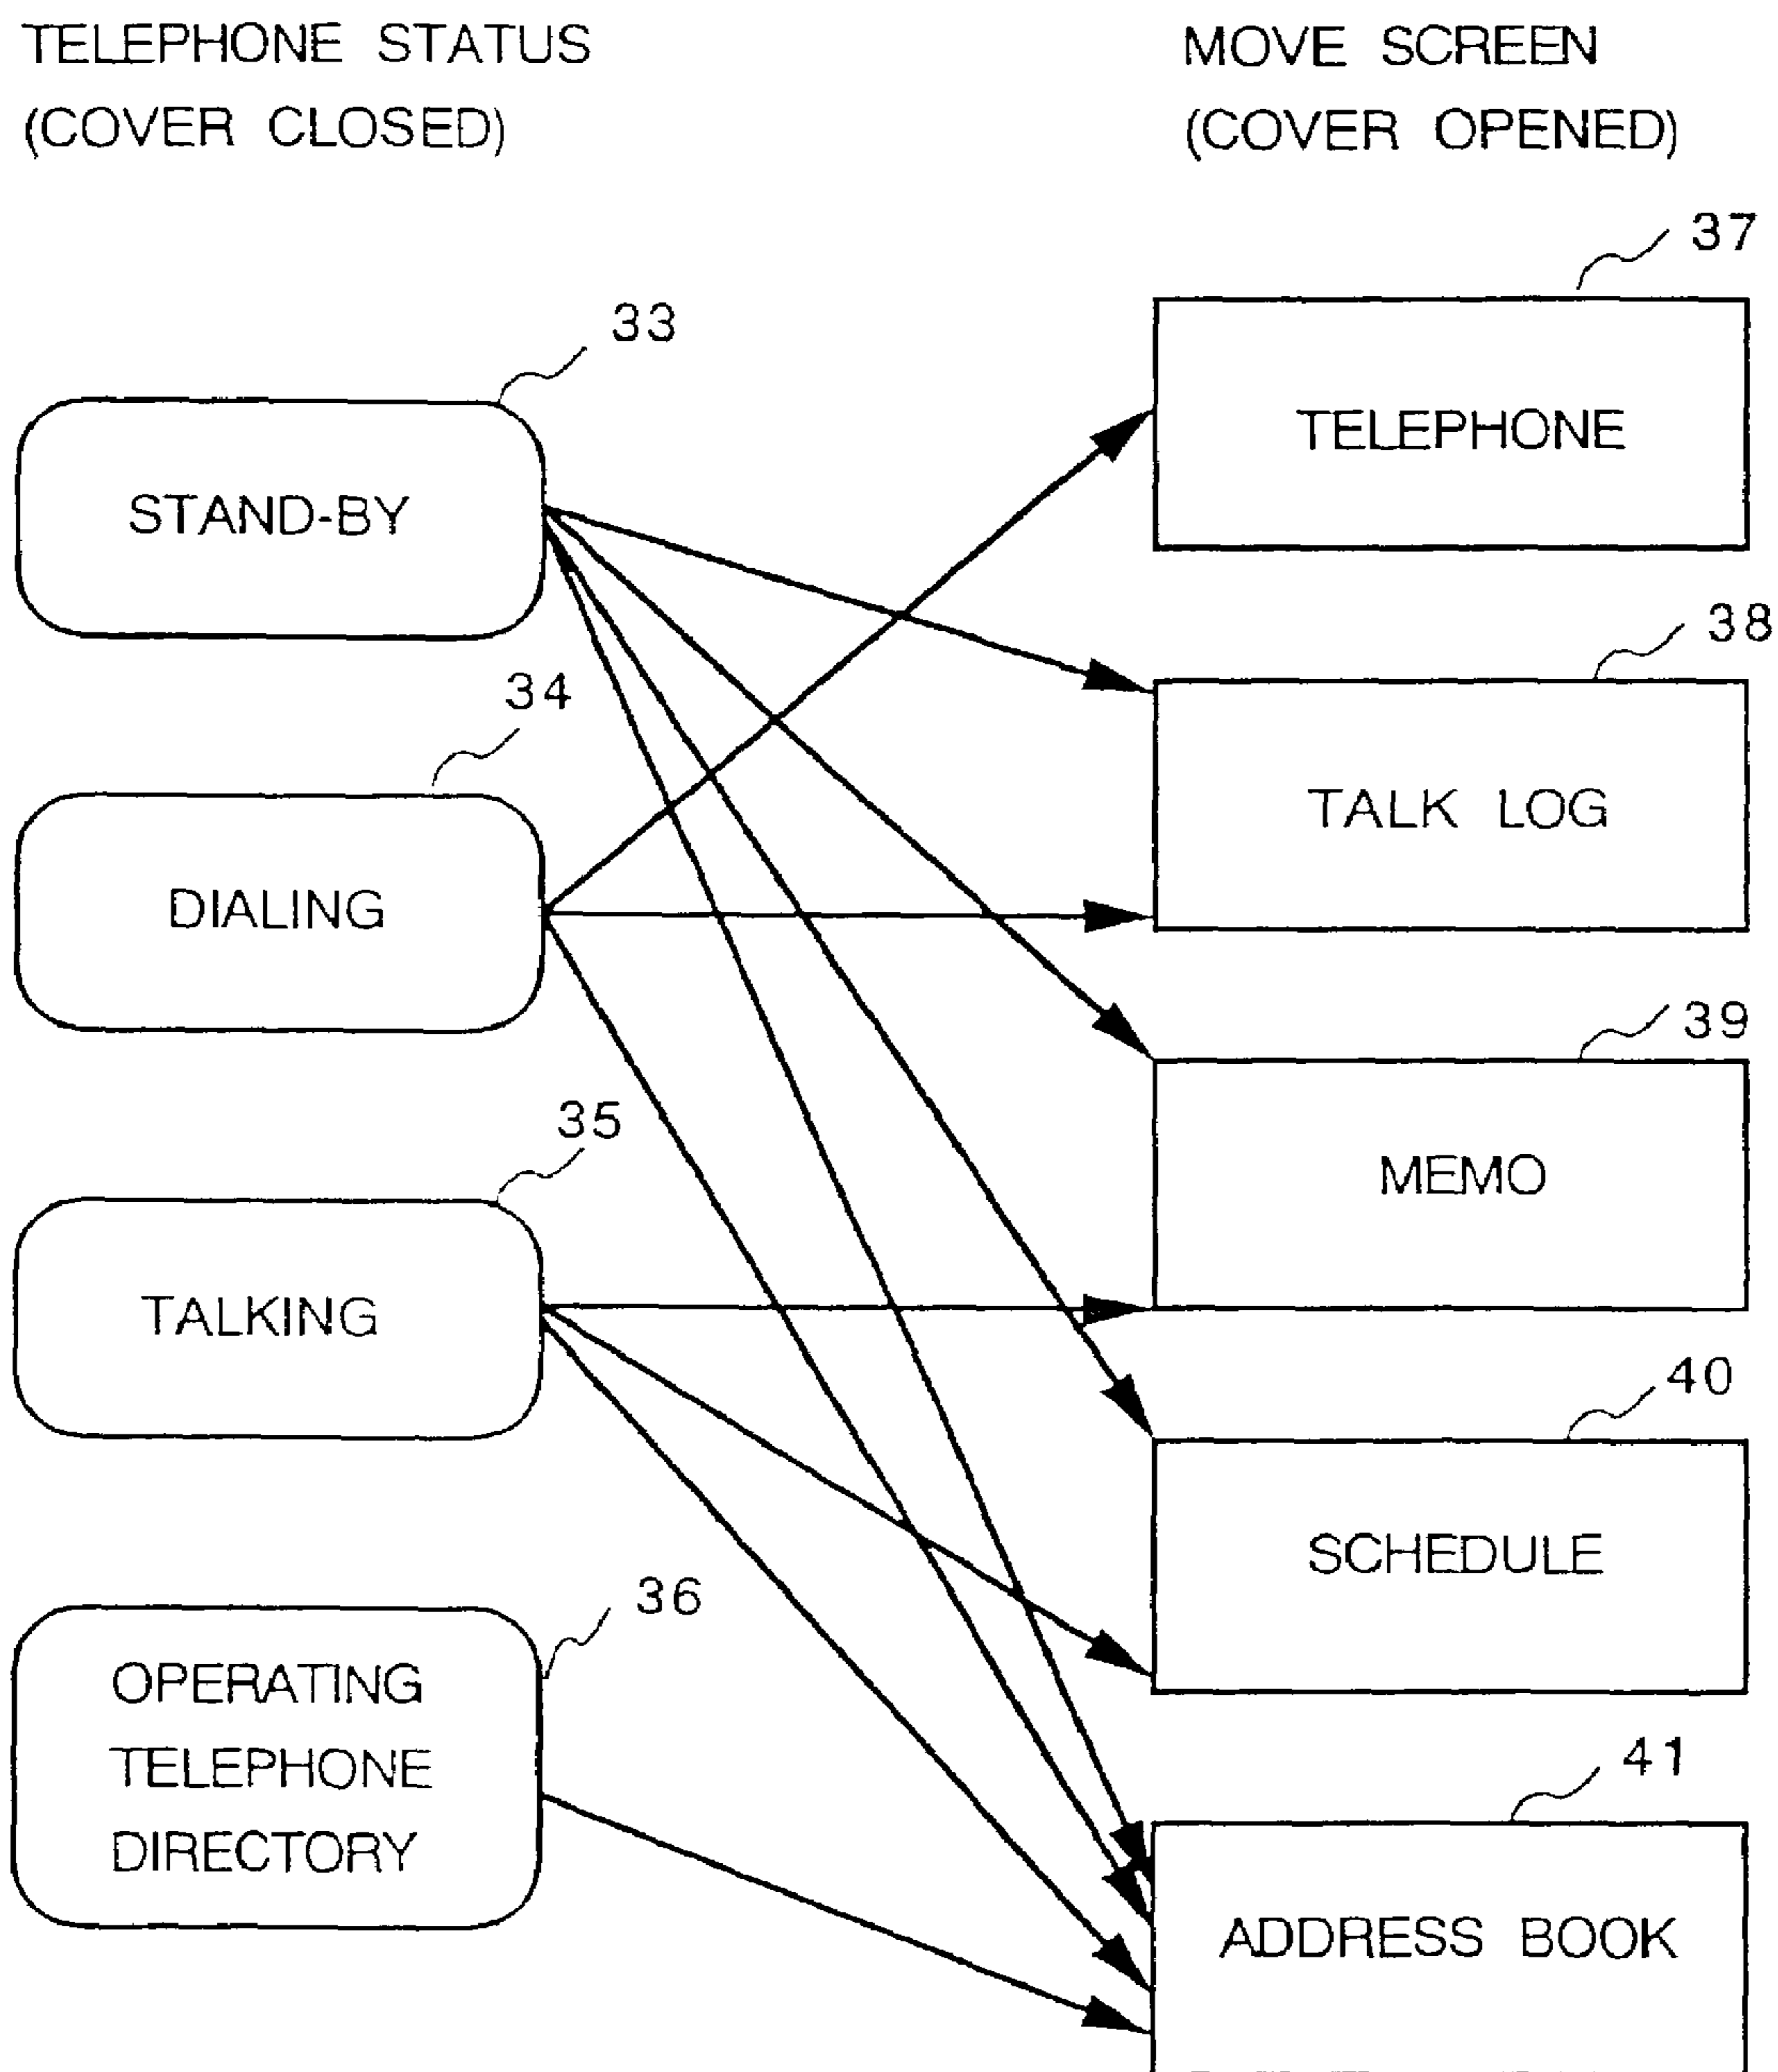 TELEPHONE STATUS
(COVER CLOSED)
MOVE SCREEN
(COVER OPENED)
37
33
TELEPHONE
STAND-BY
38
34
TALK LOG
DIALING
39
35
MEMO
TALKING
40
SCHEDULE
36
OPERATING
TELEPHONE
DIRECTORY
41
ADDRESS BOOK